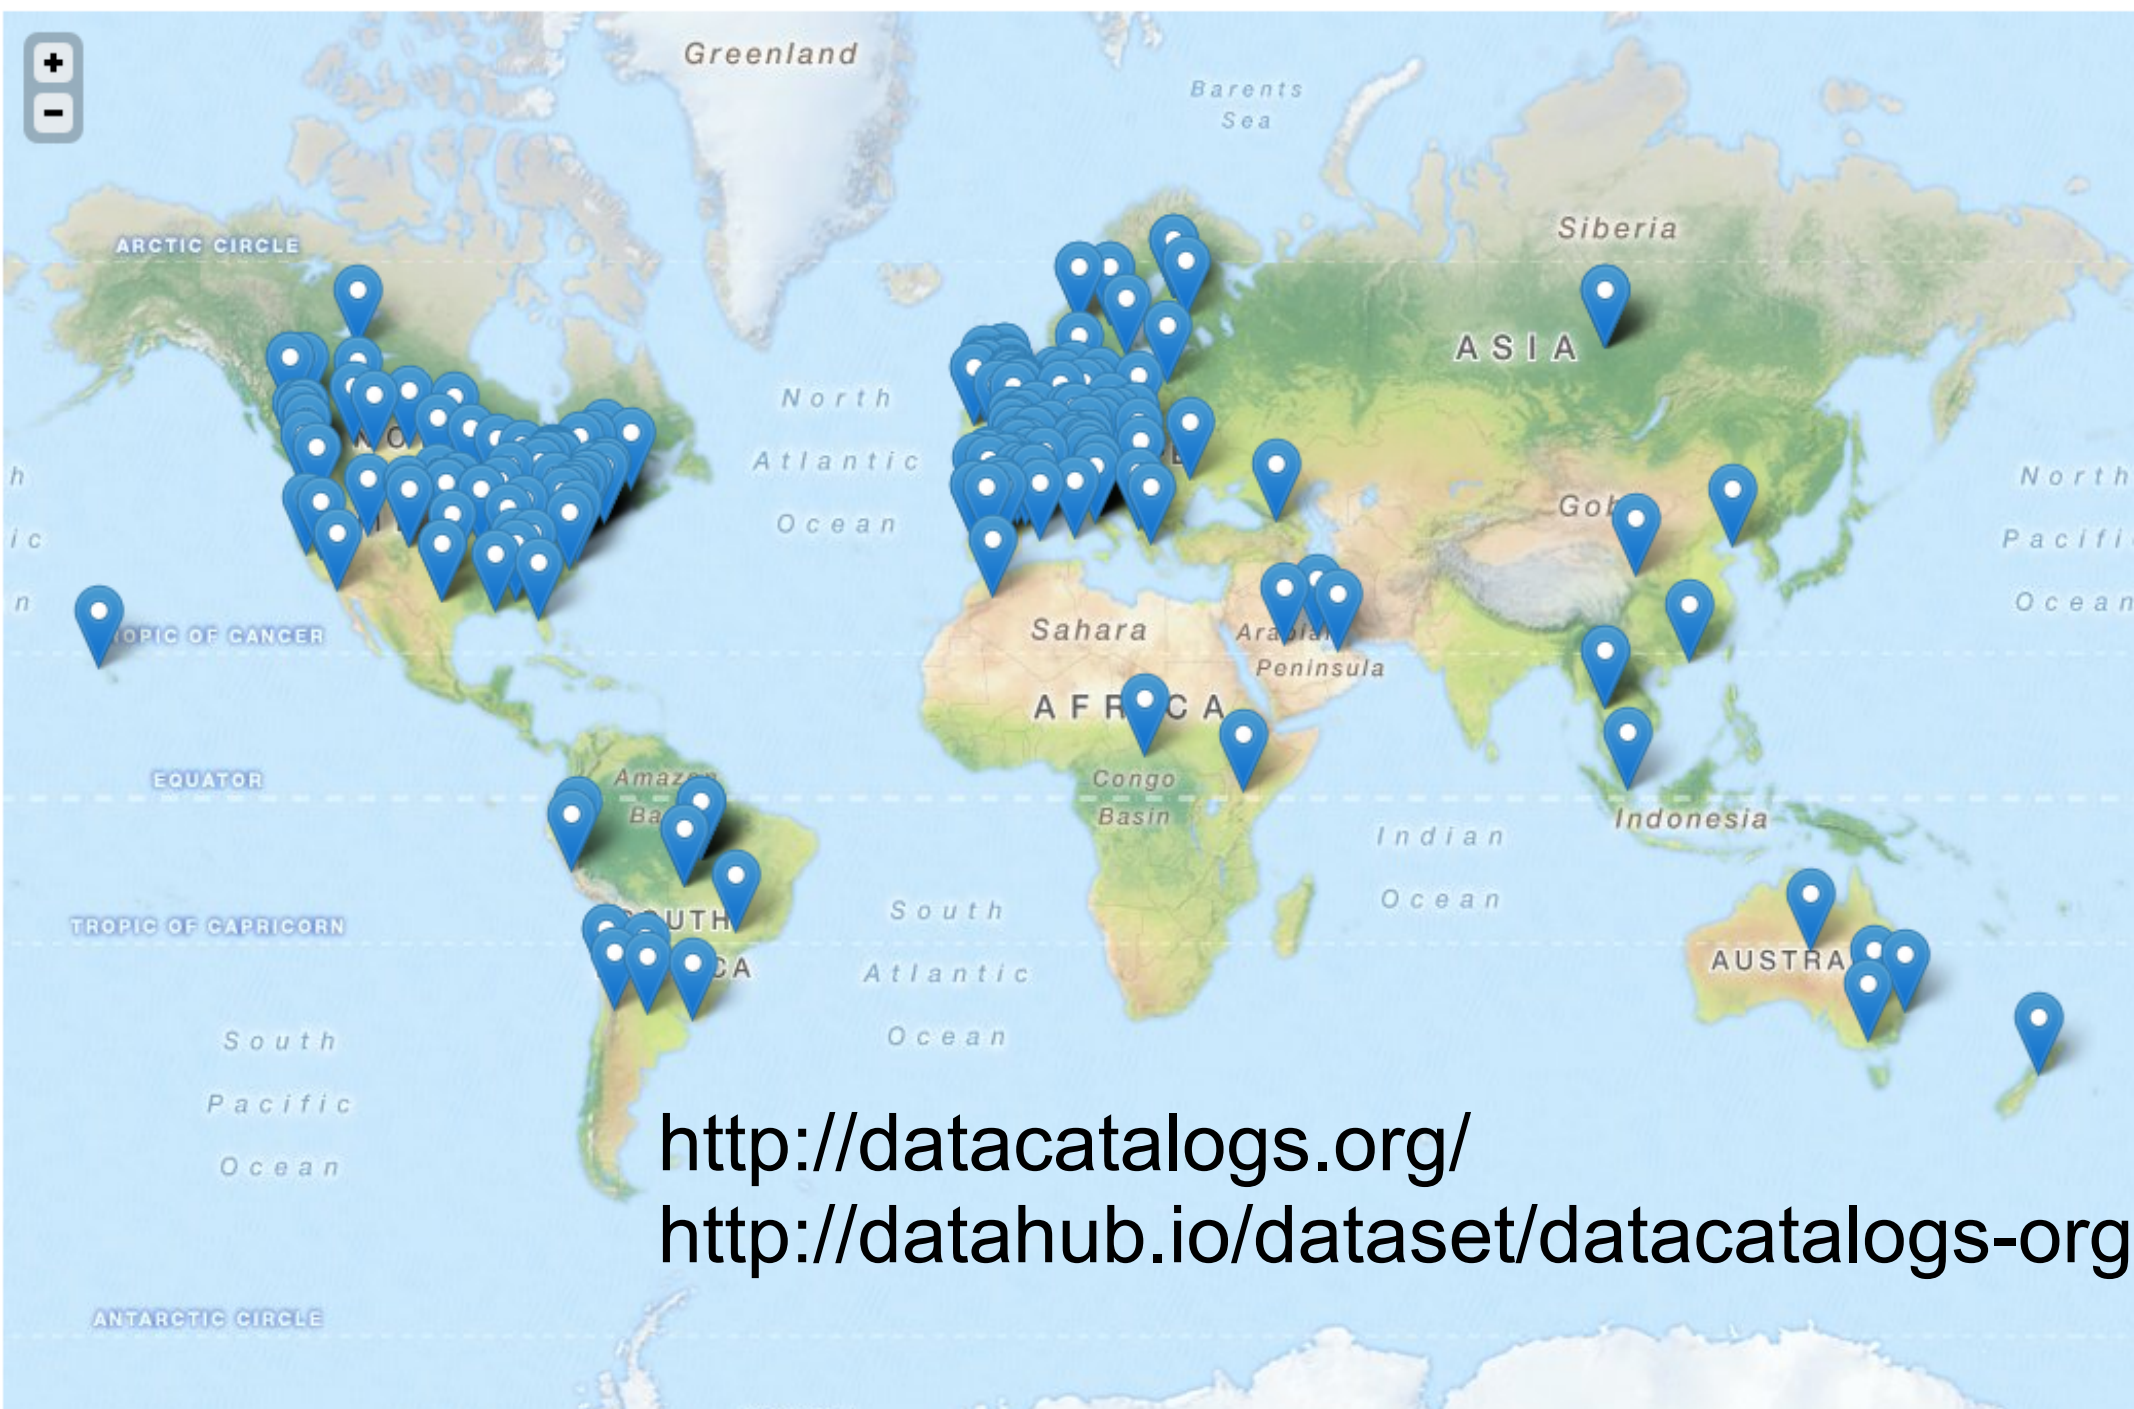 +
Greenland
-
Barents
Sea
Siberia
ARCTIC CIRCLE
ASIA
North
Atlantic
Ocean
North
Pacifi
Ocean
h
ic
n
Sahara
Peninsula
EQUATOR
Congo
Basin
Indonesia
Indian
Ocean
TROPIC OF CAPRICORN
South
Atlantic
Ocean
South
Pacific
Ocean
http://datacatalogs.org/
http://datahub.io/dataset/datacatalogs-org
ANTARCTIC CIRCLE